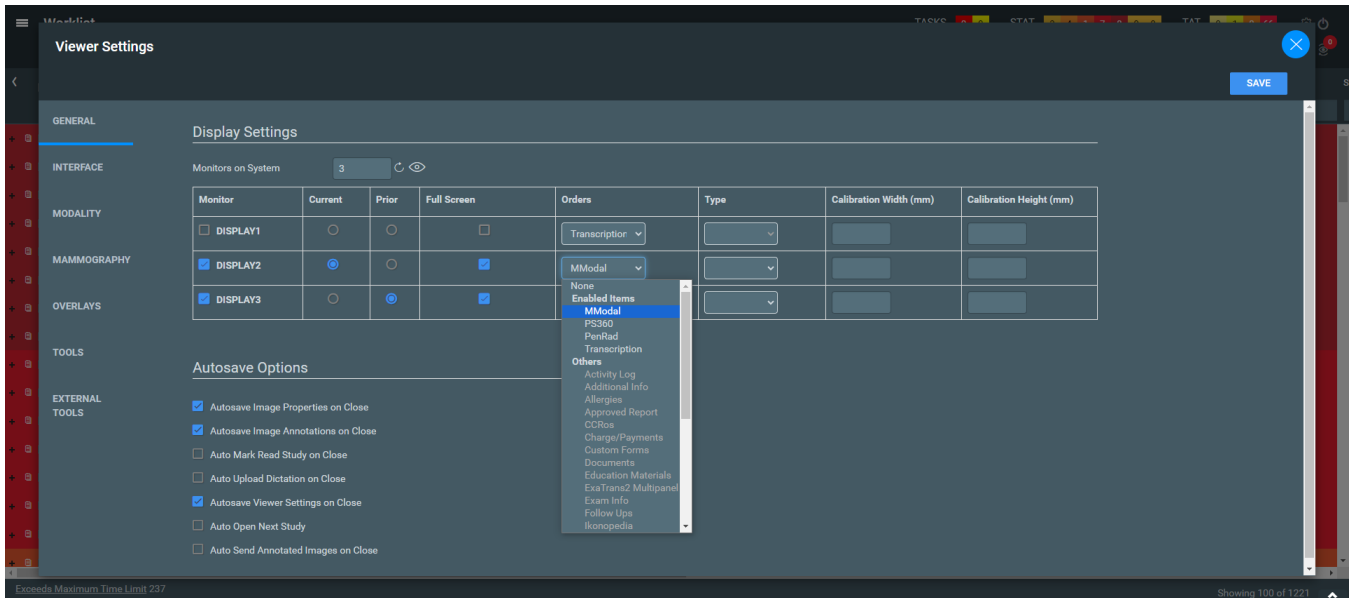 Worklist
TASKS
STAT
TAT
Viewer Settings
0
SAVE
GENERAL
INTERFACE
MODALITY
MAMMOGRAPHY
OVERLAYS
TOOLS
EXTERNAL
TOOLS
Display Settings
Monitors on System 3
Monitor Current Prior Full Screen Orders Type Calibration Width (mm) Calibration Height (mm)
DISPLAY1 Transcription
DISPLAY2 MModal
DISPLAY3
None
Enabled Items
MModal
PS360
PenRad
Transcription
Others
Activity Log
Additional Info
Allergies
Approved Report
CCRos
Charge/Payments
Custom Forms
Documents
Education Materials
ExaTrans2 Multipanel
Exam Info
Follow Ups
Ikonopedia
Autosave Options
Autosave Image Properties on Close
Autosave Image Annotations on Close
Auto Mark Read Study on Close
Auto Upload Dictation on Close
Autosave Viewer Settings on Close
Auto Open Next Study
Auto Send Annotated Images on Close
Exceeds Maximum Time Limit 237
Showing 100 of 1221